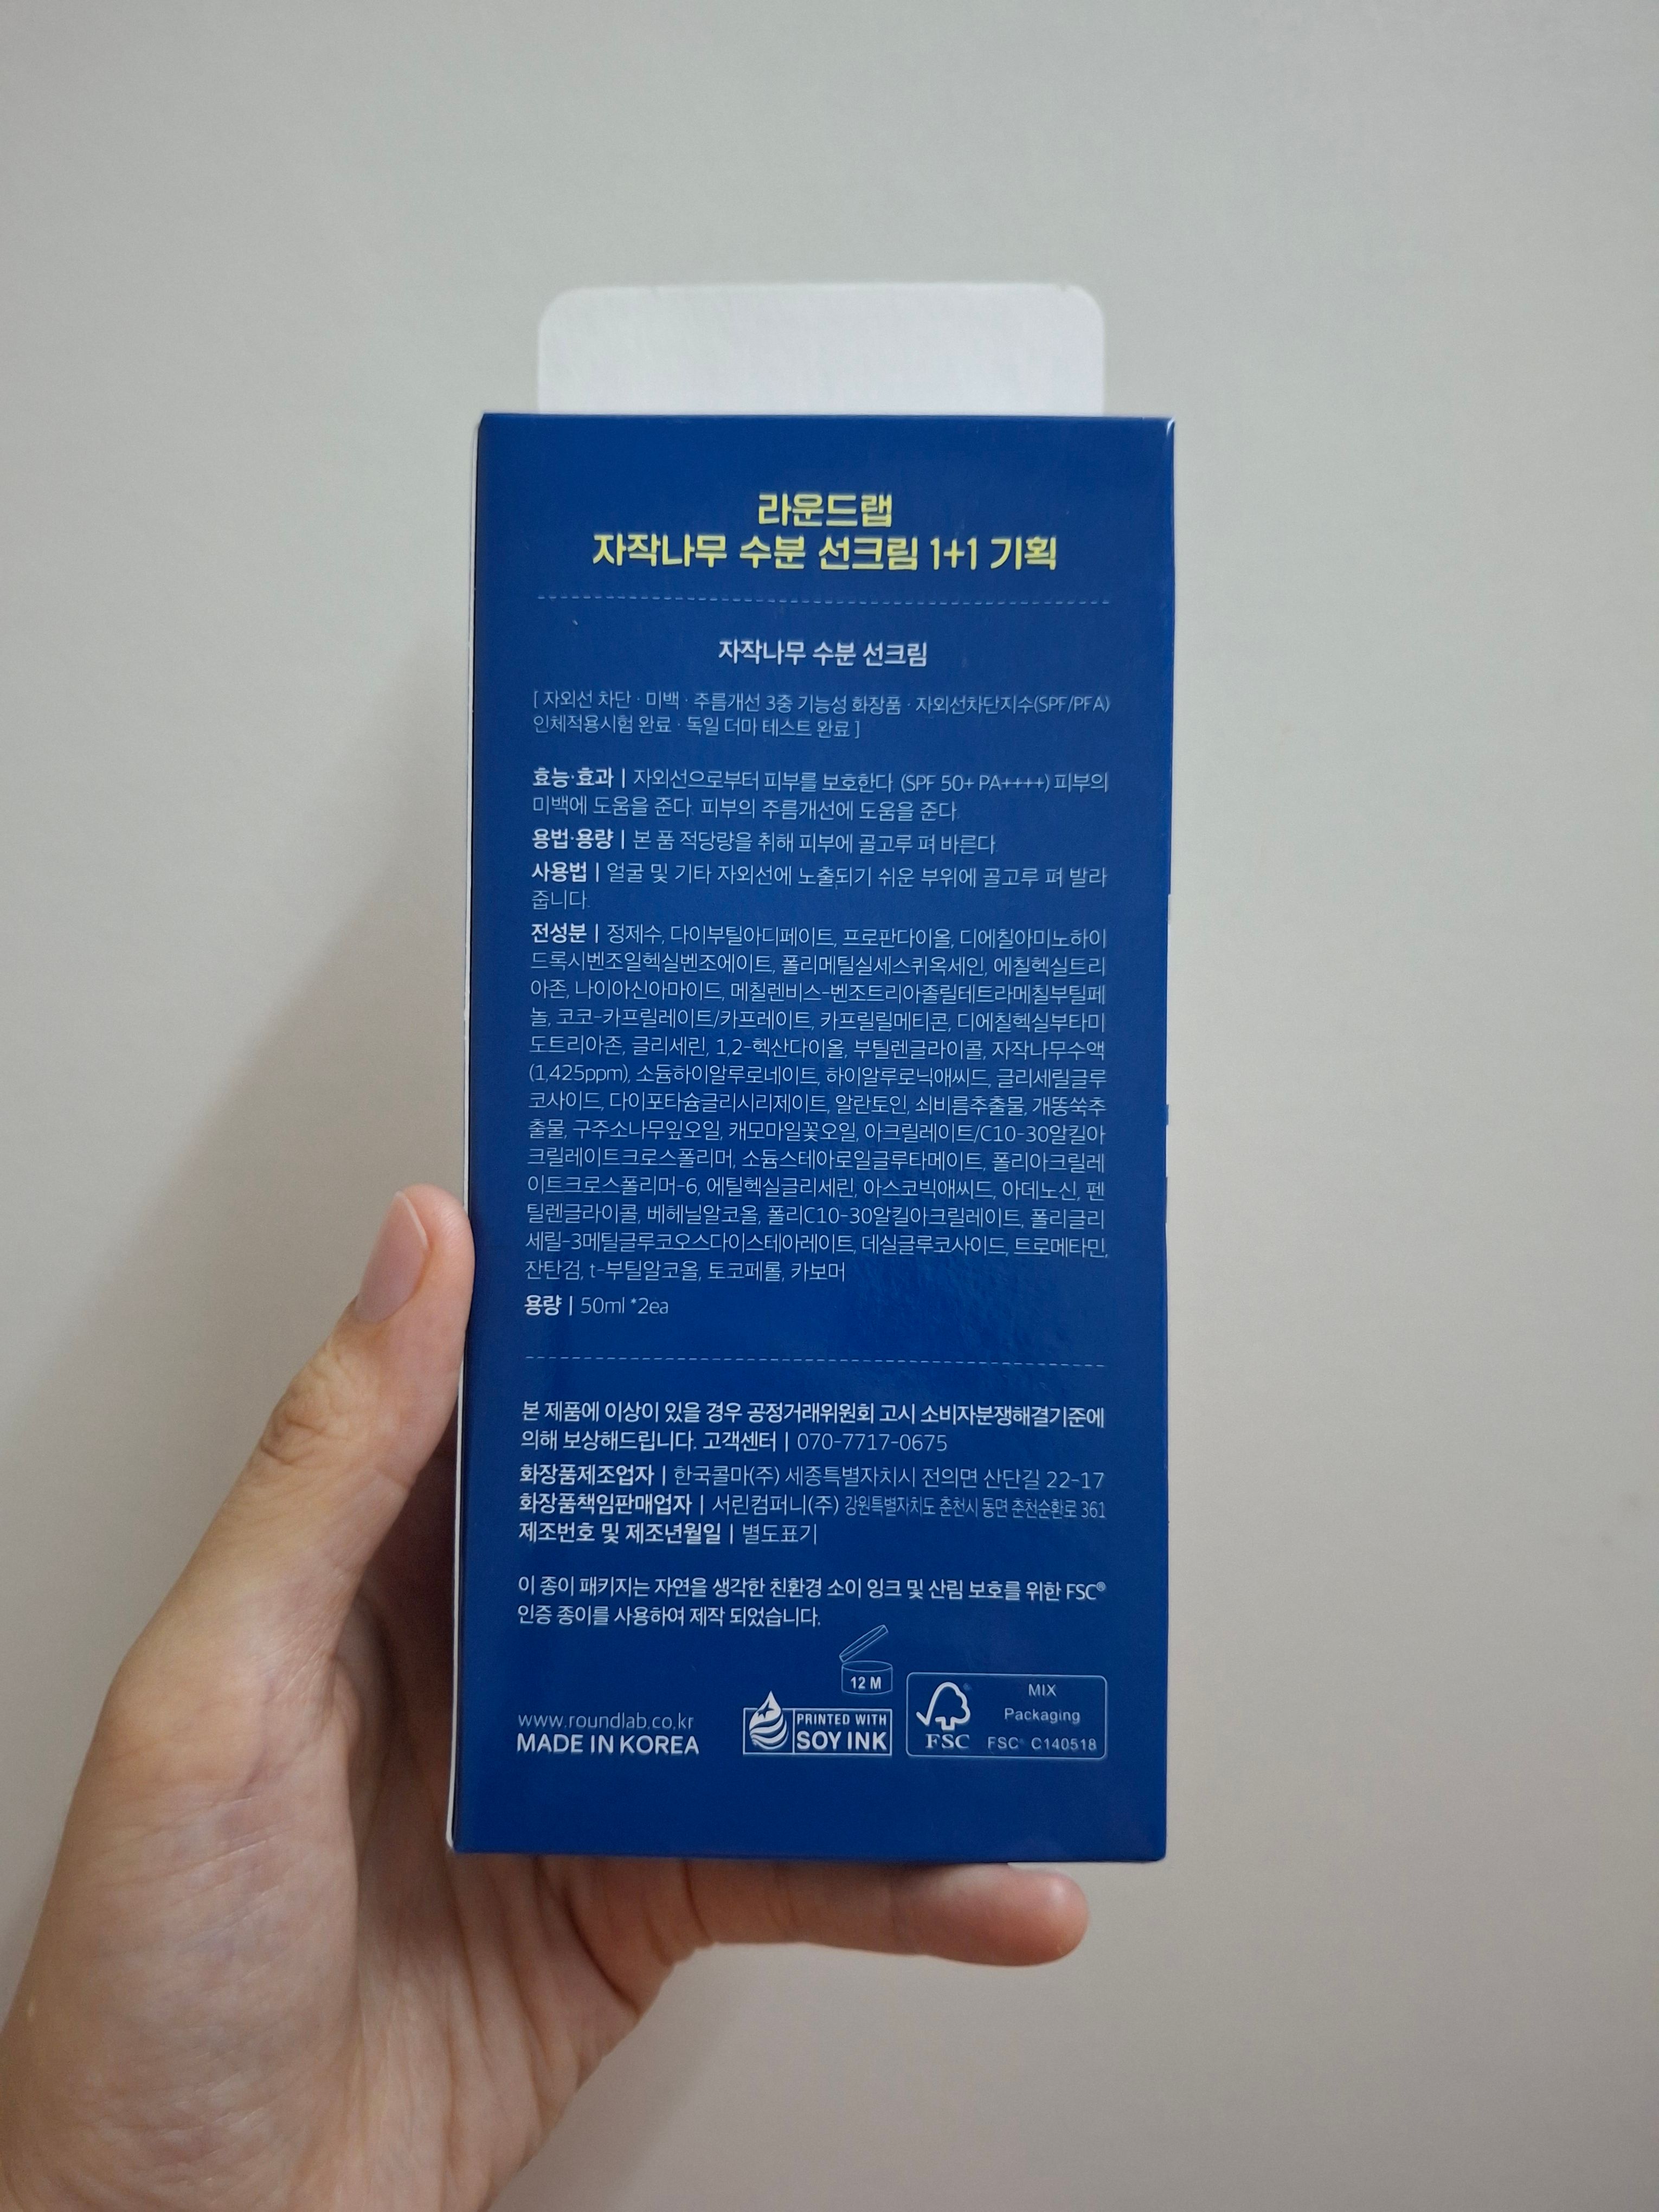 라운드랩
자작나무 수분 선크림 1+1 기획
자작나무 수분 선크림
[ 자외선 차단 · 미백 · 주름개선 3중 기능성 화장품 · 자외선차단지수(SPF/PFA)
인체적용시험 완료 · 독일 더마 테스트 완료 ]
효능·효과 | 자외선으로부터 피부를 보호한다 (SPF 50+ PA++++) 피부의
미백에 도움을 준다. 피부의 주름개선에 도움을 준다.
용법·용량 | 본 품 적당량을 취해 피부에 골고루 펴 바른다
사용법 | 얼굴 및 기타 자외선에 노출되기 쉬운 부위에 골고루 펴 발라
줍니다.
전성분 | 정제수, 다이부틸아디페이트, 프로판다이올, 디에칠아미노하이
드록시벤조일헥실벤조에이트, 폴리메틸실세스퀴옥세인, 에칠헥실트리
아존, 나이아신아마이드, 메칠렌비스-벤조트리아졸릴테트라메칠부틸페
놀, 코코-카프릴레이트/카프레이트, 카프릴릴메티콘, 디에칠헥실부타미
도트리아존, 글리세린, 1,2-헥산다이올, 부틸렌글라이콜, 자작나무수액
(1,425ppm), 소듐하이알루로네이트, 하이알루로닉애씨드, 글리세릴글루
코사이드, 다이포타슘글리시리제이트, 알란토인, 쇠비름추출물, 개똥쑥추
출물, 구주소나무잎오일, 캐모마일꽃오일, 아크릴레이트/C10-30알킬아
크릴레이트크로스폴리머, 소듐스테아로일글루타메이트, 폴리아크릴레
이트크로스폴리머-6, 에틸헥실글리세린, 아스코빅애씨드, 아데노신, 펜
틸렌글라이콜, 베헤닐알코올, 폴리C10-30알킬아크릴레이트, 폴리글리
세릴-3메틸글루코오스다이스테아레이트, 데실글루코사이드, 트로메타민,
잔탄검, t-부틸알코올, 토코페롤, 카보머
용량 | 50ml *2ea
본 제품에 이상이 있을 경우 공정거래위원회 고시 소비자분쟁해결기준에
의해 보상해드립니다. 고객센터 | 070-7717-0675
화장품제조업자 | 한국콜마(주) 세종특별자치시 전의면 산단길 22-17
화장품책임판매업자 | 서린컴퍼니(주) 강원특별자치도 춘천시 동면 춘천순환로 361
제조번호 및 제조년월일 | 별도표기
이 종이 패키지는 자연을 생각한 친환경 소이 잉크 및 산림 보호를 위한 FSC®
인증 종이를 사용하여 제작 되었습니다.
12 M
www.roundlab.co.kr
MADE IN KOREA
PRINTED WITH
SOY INK
FSC
MIX
Packaging
FSC® C140518